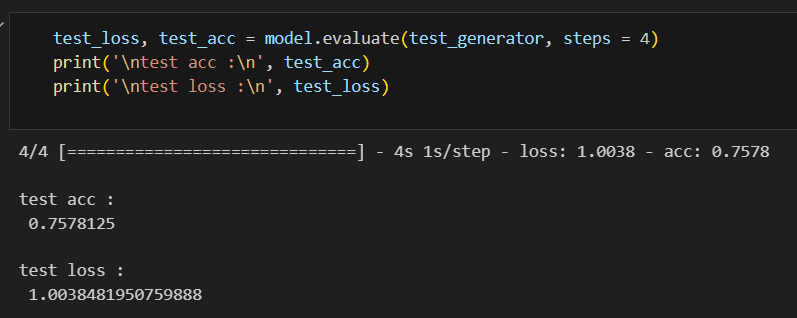 test_loss, test_acc = model.evaluate(test_generator, steps = 4)
print('\ntest acc :\n', test_acc)
print('\ntest loss :\n', test_loss)
4/4 [==============================] - 4s 1s/step - loss: 1.0038 - acc: 0.7578
test acc :
0.7578125
test loss :
1.0038481950759888